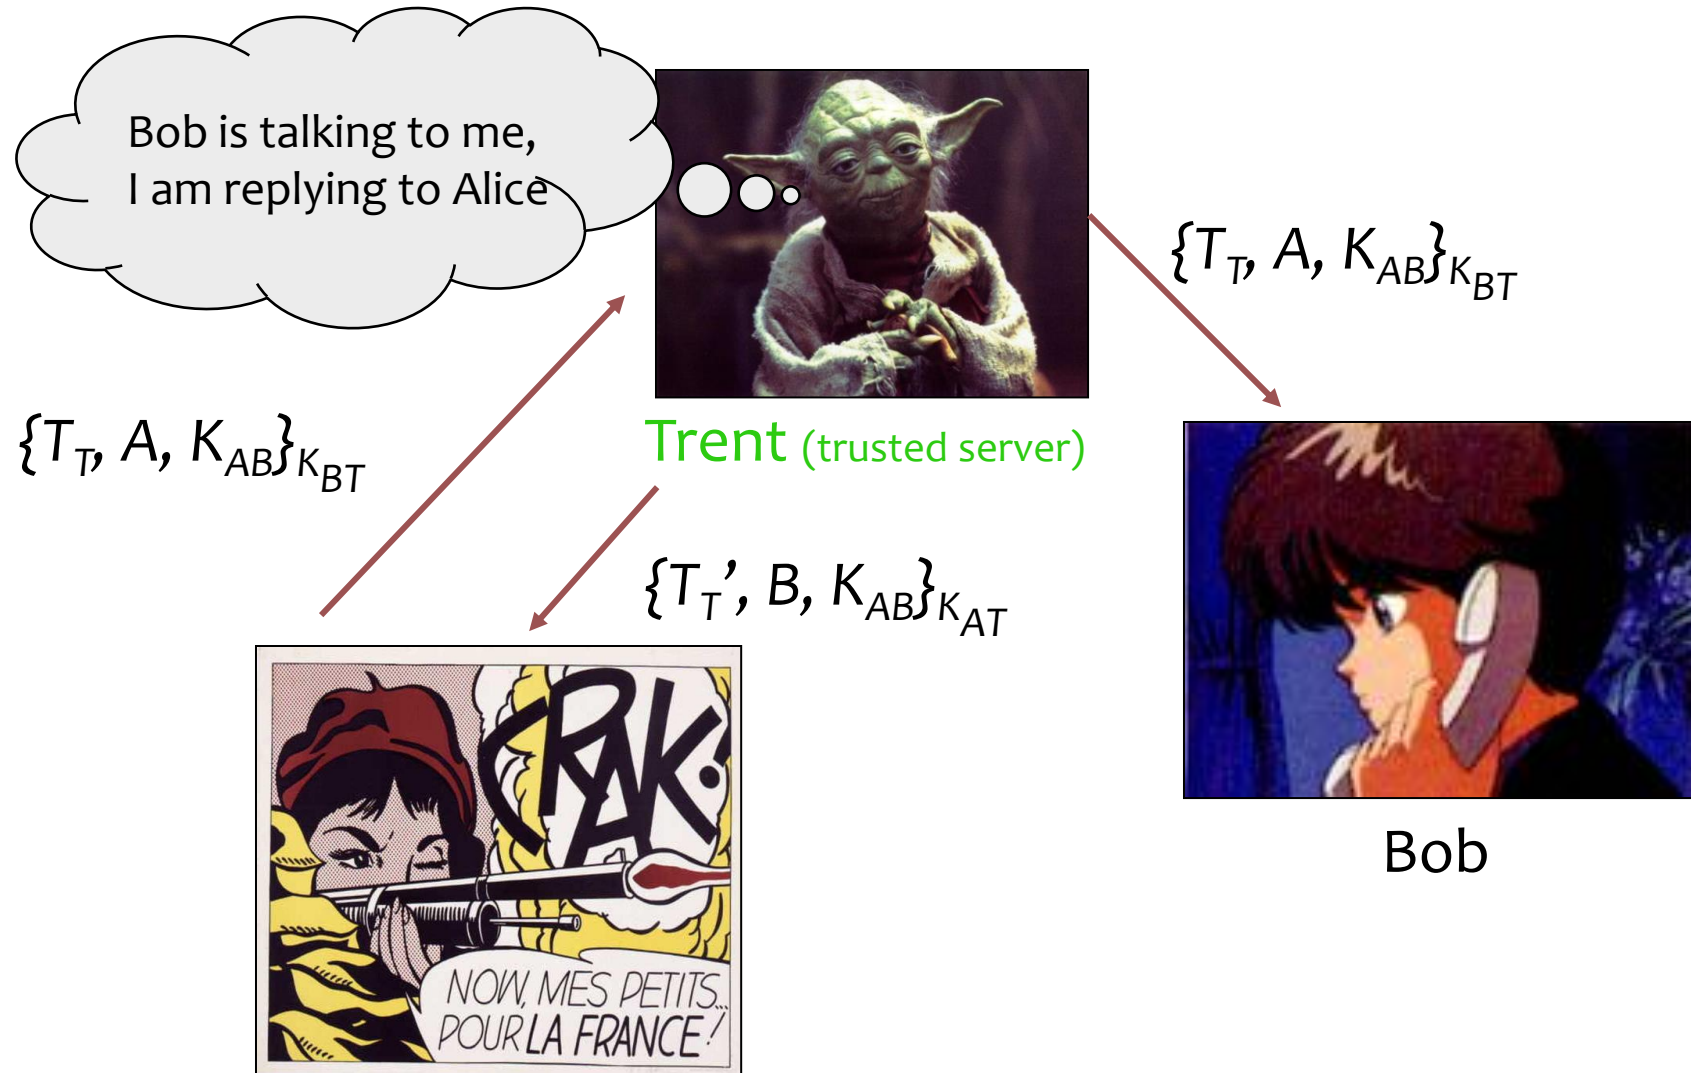 Bob is talking to me,
I am replying to Alice
{T_T, A, K_AB}K_BT
{T_T, A, K_AB}K_BT
Trent (trusted server)
{T_T', B, K_AB}K_AT
CRAK!
NOW, MES PETITS...
POUR LA FRANCE!
Bob